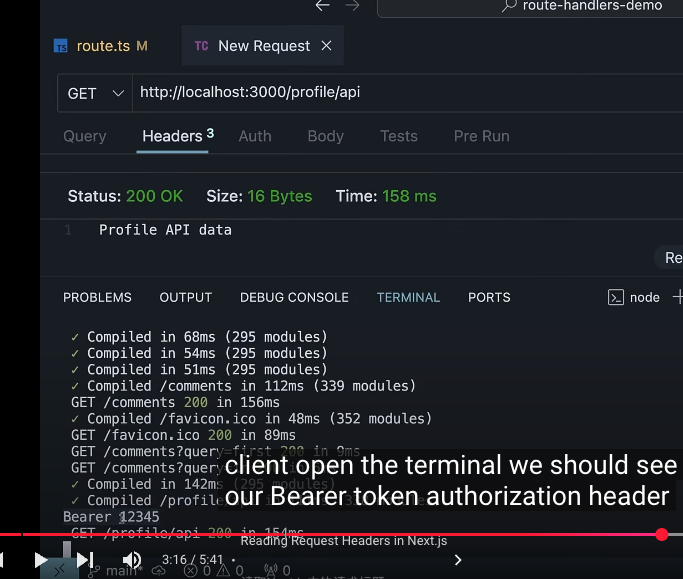 route-handlers-demo
TS route.ts M
TC New Request ×
GET http://localhost:3000/profile/api
Query Headers 3 Auth Body Tests Pre Run
Status: 200 OK Size: 16 Bytes Time: 158 ms
1 Profile API data
Re
PROBLEMS OUTPUT DEBUG CONSOLE TERMINAL PORTS node +
✓ Compiled in 68ms (295 modules)
✓ Compiled in 54ms (295 modules)
✓ Compiled in 51ms (295 modules)
✓ Compiled /comments in 112ms (339 modules)
GET /comments 200 in 156ms
✓ Compiled /favicon.ico in 48ms (352 modules)
GET /favicon.ico 200 in 89ms
GET /comments?query=first 200 in 9ms
GET /comments?query
✓ Compiled in 142ms (295 modules)
✓ Compiled /profile
client open the terminal we should see
our Bearer token authorization header
Bearer 12345
GET /profile/api 200 in 154ms
Reading Request Headers in Next.js
3:16 / 5:41 •
main* 0 0 0